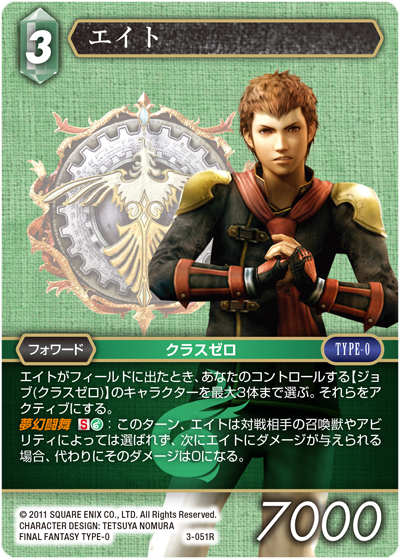 3
エイト
フォワード
クラスゼロ
TYPE-0
エイトがフィールドに出たとき、あなたのコントロールする【ジョ
ブ(クラスゼロ)】のキャラクターを最大3体まで選ぶ。それらをア
クティブにする。
夢幻闘舞 S : このターン、エイトは対戦相手の召喚獣やアビ
リティによっては選ばれず、次にエイトにダメージが与えられる
場合、代わりにそのダメージは0になる。
© 2011 SQUARE ENIX CO., LTD. All Rights Reserved.
CHARACTER DESIGN: TETSUYA NOMURA
FINAL FANTASY TYPE-0
3-051R
7000